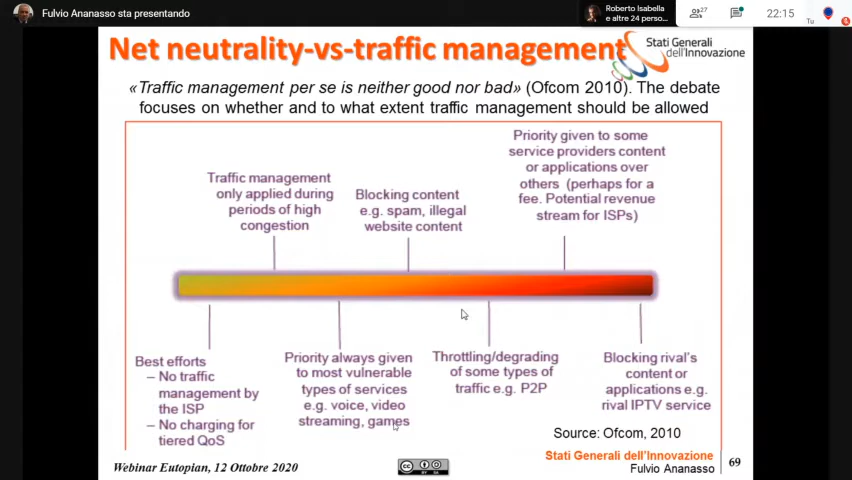 Fulvio Ananasso sta presentando
Roberto Isabella
e altre 24 perso...
27
22:15
Tu
Net neutrality-vs-traffic management
Stati Generali
dell'Innovazione
«Traffic management per se is neither good nor bad» (Ofcom 2010). The debate
focuses on whether and to what extent traffic management should be allowed
Traffic management
only applied during
periods of high
congestion
Blocking content
e.g. spam, illegal
website content
Priority given to some
service providers content
or applications over
others (perhaps for a
fee. Potential revenue
stream for ISPs)
Best efforts
– No traffic
management by
the ISP
– No charging for
tiered QoS
Priority always given
to most vulnerable
types of services
e.g. voice, video
streaming, games
Throttling/degrading
of some types of
traffic e.g. P2P
Blocking rival's
content or
applications e.g.
rival IPTV service
Source: Ofcom, 2010
Webinar Eutopian, 12 Ottobre 2020
cc
BY
Stati Generali dell'Innovazione
Fulvio Ananasso
69